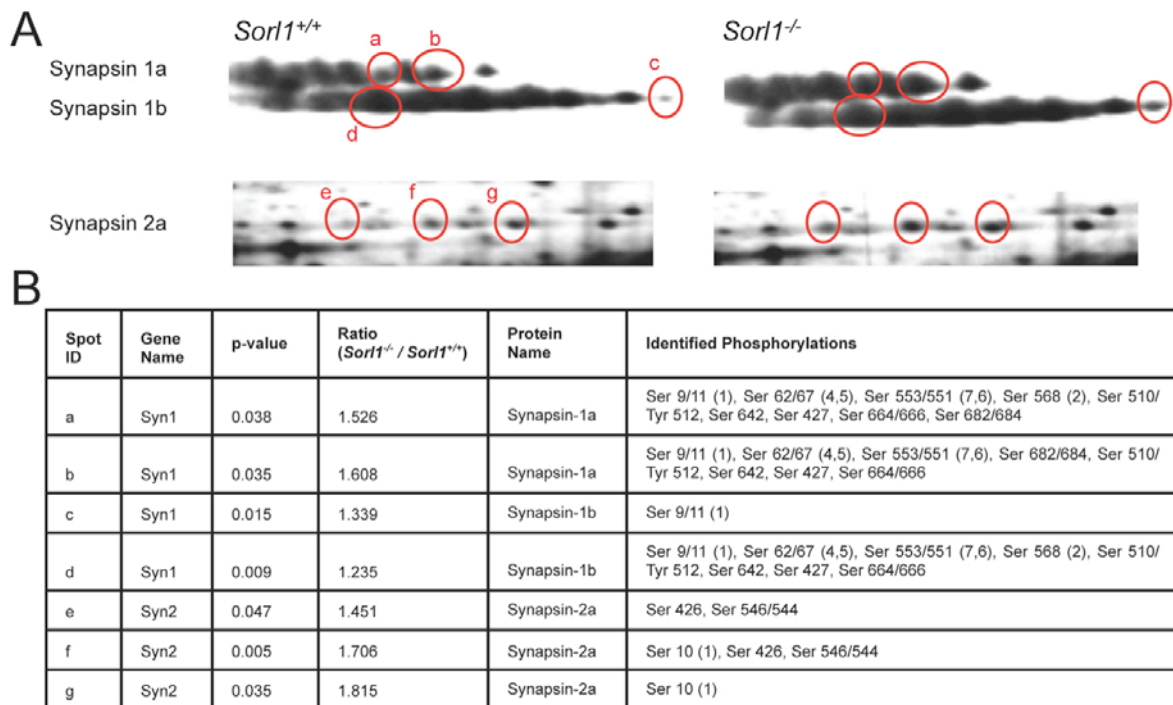 A
Sorl1+/+
Sorl1-/-
a
b
c
d
Synapsin 1a
Synapsin 1b
e
f
g
Synapsin 2a
B
Spot ID | Gene Name | p-value | Ratio (Sorl1-/- / Sorl1+/+) | Protein Name | Identified Phosphorylations
a | Syn1 | 0.038 | 1.526 | Synapsin-1a | Ser 9/11 (1), Ser 62/67 (4,5), Ser 553/551 (7,6), Ser 568 (2), Ser 510/
Tyr 512, Ser 642, Ser 427, Ser 664/666, Ser 682/684
b | Syn1 | 0.035 | 1.608 | Synapsin-1a | Ser 9/11 (1), Ser 62/67 (4,5), Ser 553/551 (7,6), Ser 682/684, Ser 510/
Tyr 512, Ser 642, Ser 427, Ser 664/666
c | Syn1 | 0.015 | 1.339 | Synapsin-1b | Ser 9/11 (1)
d | Syn1 | 0.009 | 1.235 | Synapsin-1b | Ser 9/11 (1), Ser 62/67 (4,5), Ser 553/551 (7,6), Ser 568 (2), Ser 510/
Tyr 512, Ser 642, Ser 427, Ser 664/666
e | Syn2 | 0.047 | 1.451 | Synapsin-2a | Ser 426, Ser 546/544
f | Syn2 | 0.005 | 1.706 | Synapsin-2a | Ser 10 (1), Ser 426, Ser 546/544
g | Syn2 | 0.035 | 1.815 | Synapsin-2a | Ser 10 (1)